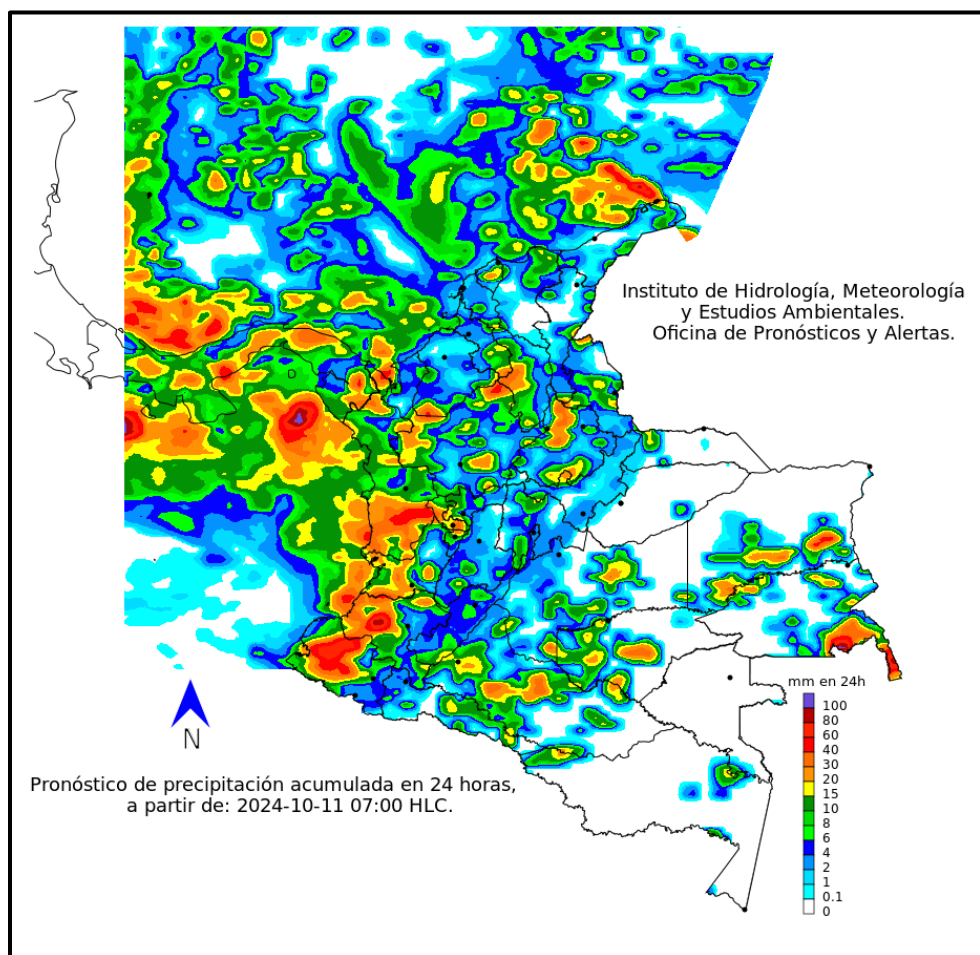 Instituto de Hidrología, Meteorología
y Estudios Ambientales.
Oficina de Pronósticos y Alertas.
mm en 24h
100
80
60
40
30
20
15
10
8
6
4
2
1
0.1
0
N
Pronóstico de precipitación acumulada en 24 horas,
a partir de: 2024-10-11 07:00 HLC.